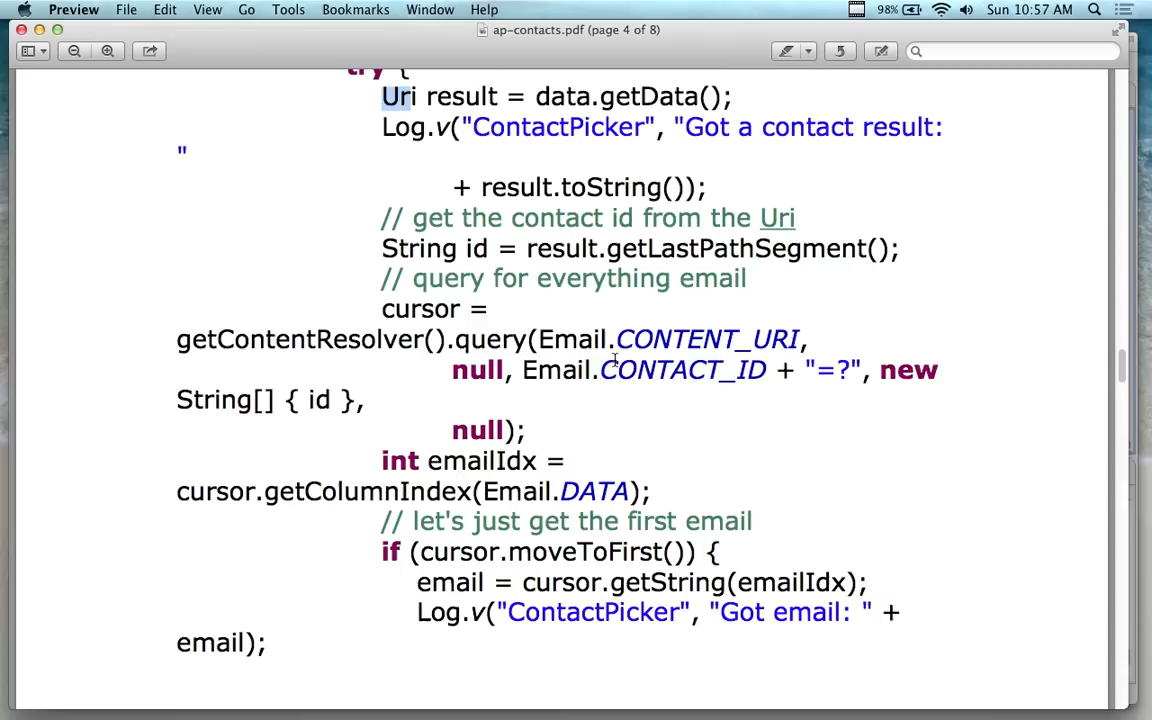 Preview File Edit View Go Tools Bookmarks Window Help 98% Sun 10:57 AM
ap-contacts.pdf (page 4 of 8)
5
try {
Uri result = data.getData();
Log.v("ContactPicker", "Got a contact result:
"
+ result.toString());
// get the contact id from the Uri
String id = result.getLastPathSegment();
// query for everything email
cursor =
getContentResolver().query(Email.CONTENT_URI,
null, Email.CONTACT_ID + "=?", new
String[] { id },
null);
int emailIdx =
cursor.getColumnIndex(Email.DATA);
// let's just get the first email
if (cursor.moveToFirst()) {
email = cursor.getString(emailIdx);
Log.v("ContactPicker", "Got email: " +
email);